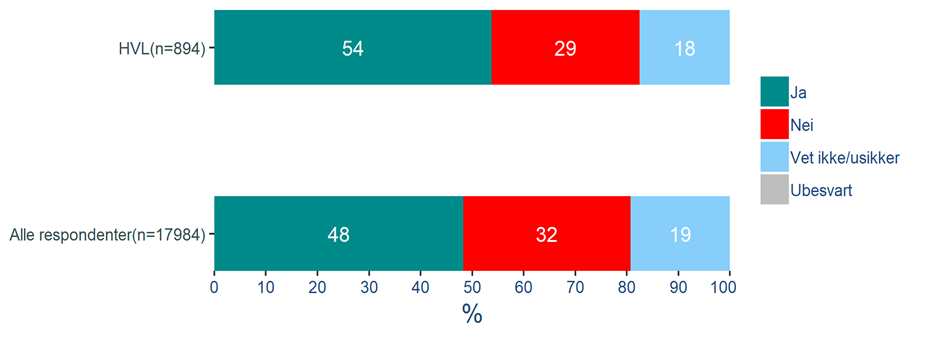 HVL(n=894)
54
29
18
Ja
Nei
Vet ikke/usikker
Ubesvart
Alle respondenter(n=17984)
48
32
19
0 10 20 30 40 50 60 70 80 90 100
%